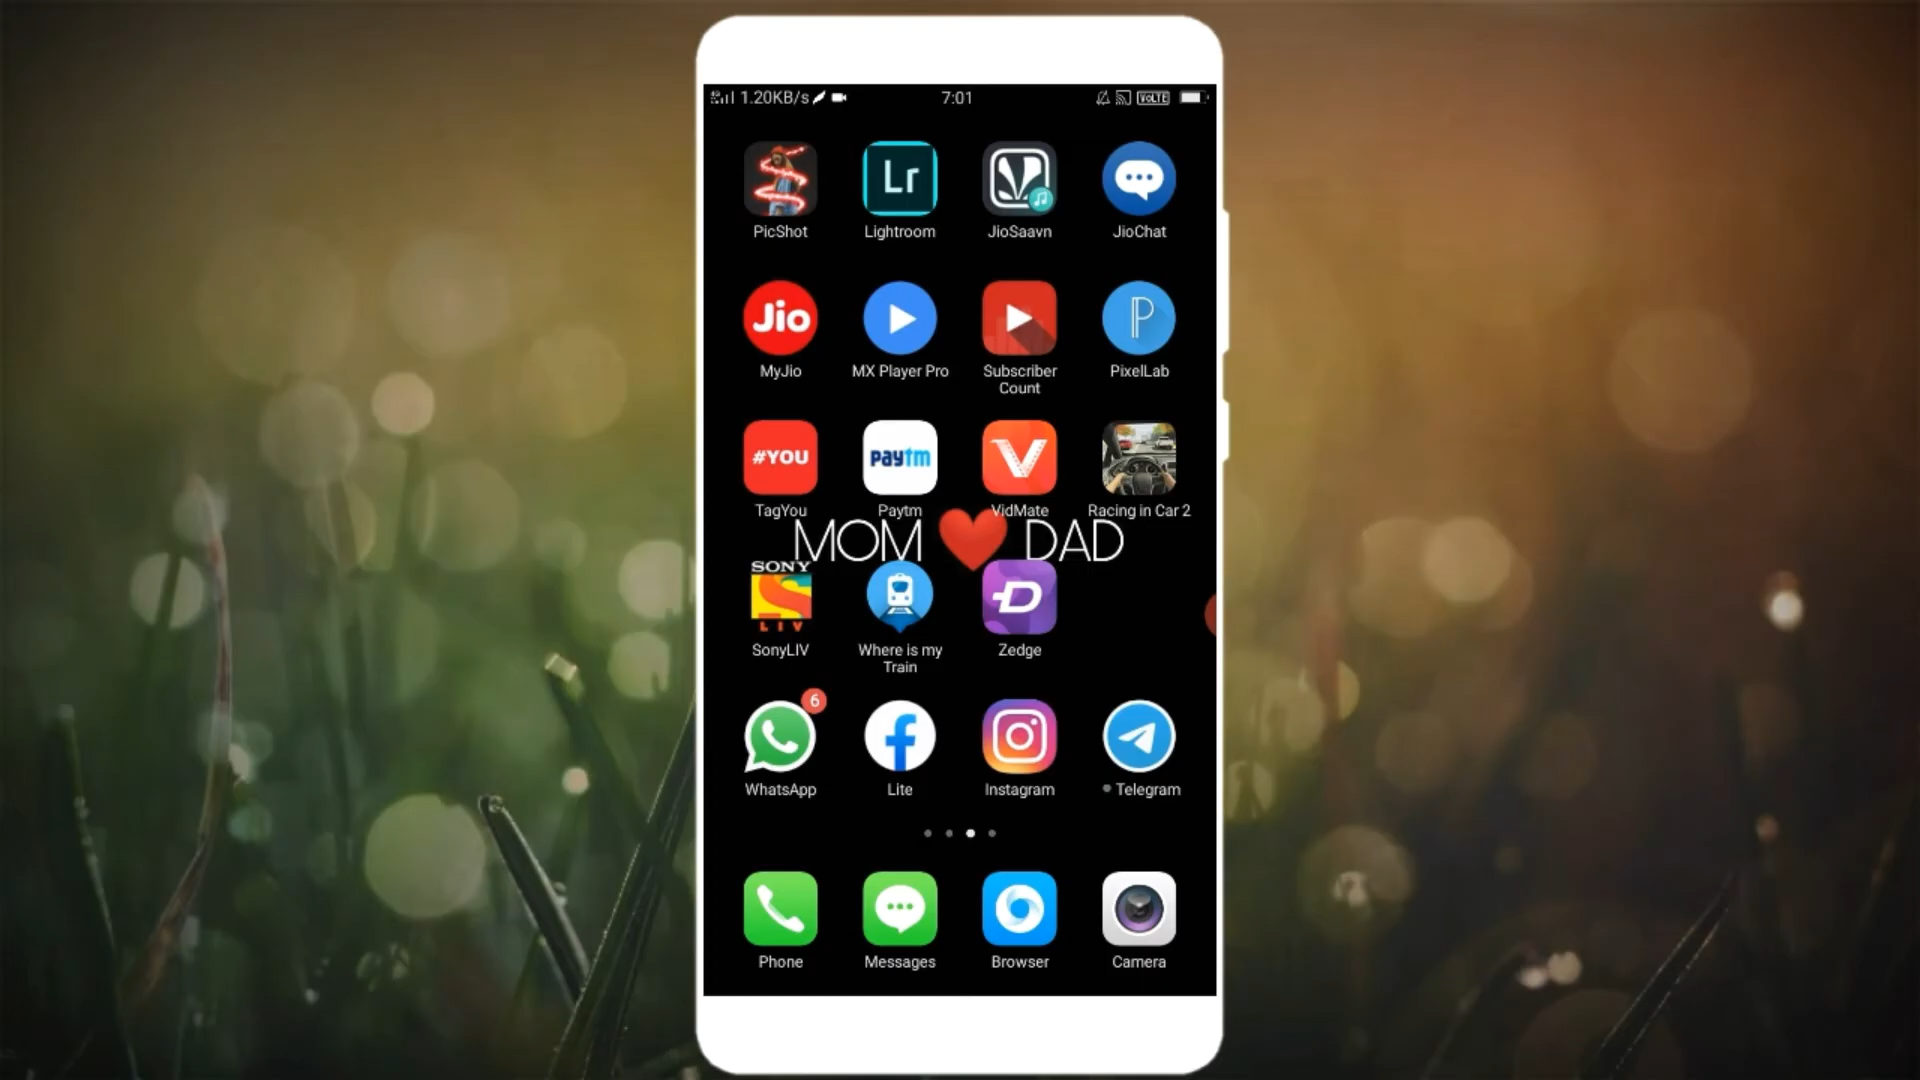 1.20KB/s 7:01 VoLTE
Lr
PicShot Lightroom JioSaavn JioChat
Jio P
MyJio MX Player Pro Subscriber Count PixelLab
#YOU paytm V
TagYou Paytm VidMate Racing in Car 2
MOM ❤️ DAD
SONY
LIV
SonyLIV Where is my Train Zedge
6
WhatsApp Lite Instagram Telegram
Phone Messages Browser Camera